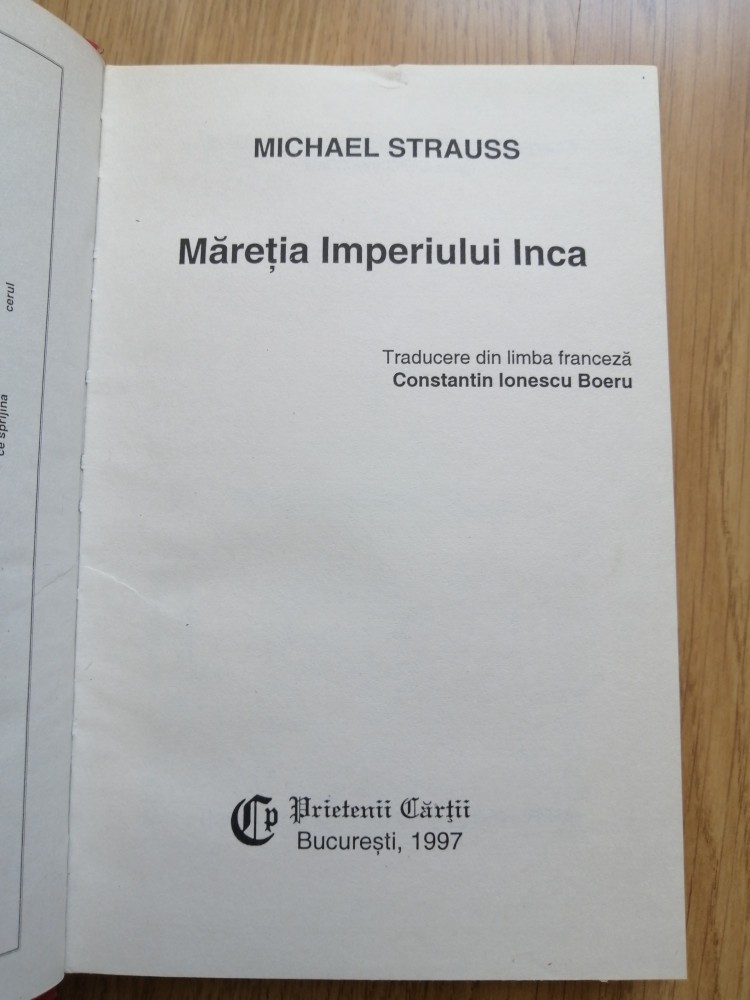 cerul
ce sprijina
MICHAEL STRAUSS
Măreția Imperiului Inca
Traducere din limba franceză
Constantin Ionescu Boeru
Cp Prietenii Cărții
București, 1997